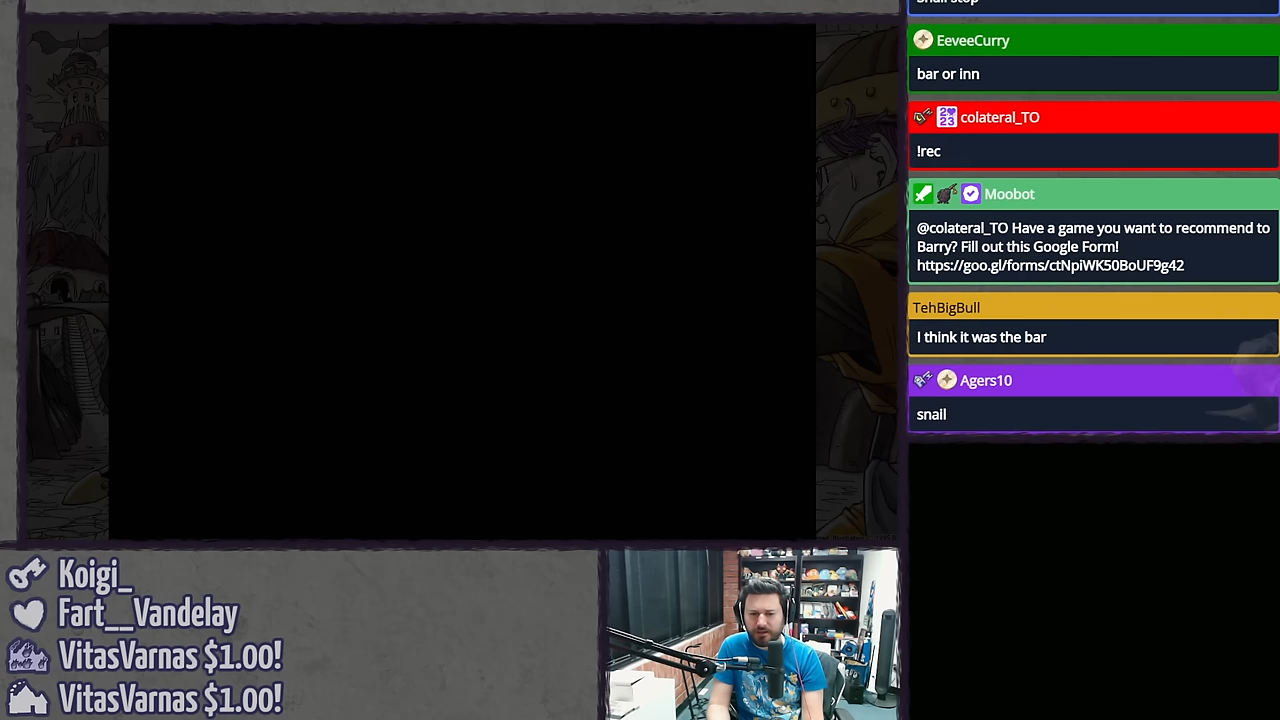 Snail stop
EeveeCurry
bar or inn
colateral_TO
!rec
Moobot
@colateral_TO Have a game you want to recommend to
Barry? Fill out this Google Form!
https://goo.gl/forms/ctNpiWK50BoUF9g42
TehBigBull
I think it was the bar
Agers10
snail
Koigi_
Fart__Vandelay
VitasVarnas $1.00!
VitasVarnas $1.00!